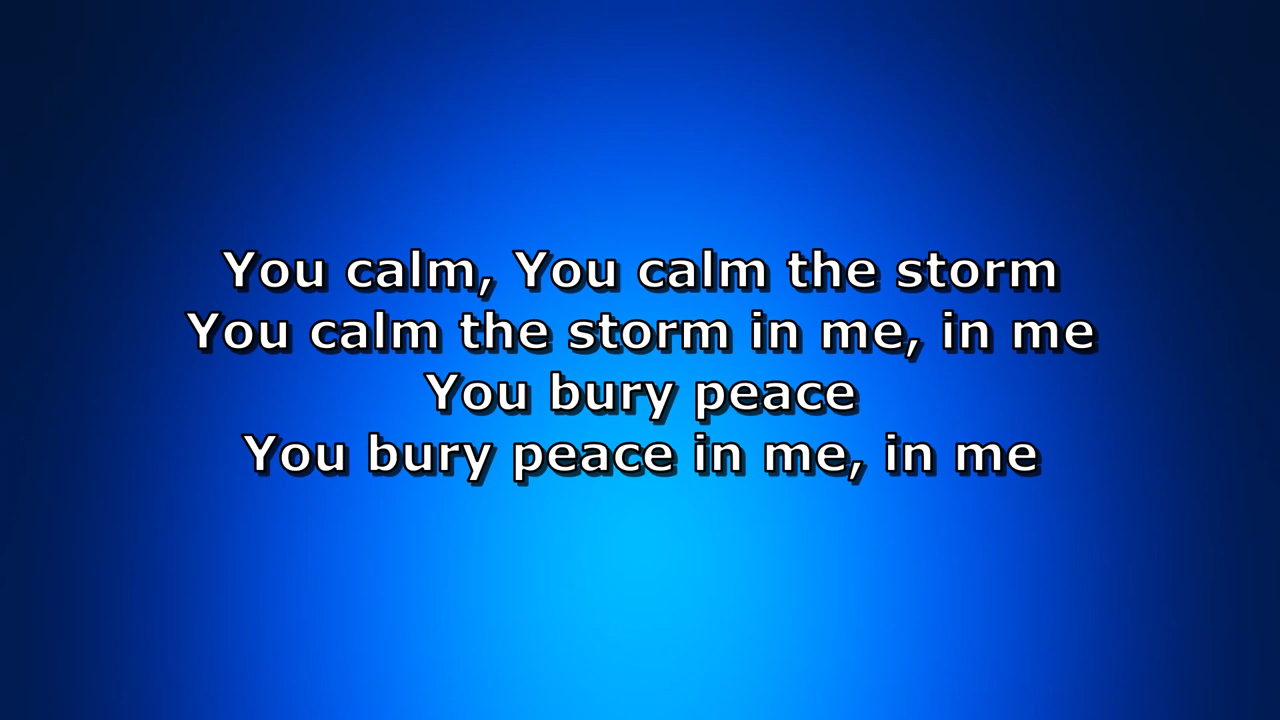 You calm, You calm the storm
You calm the storm in me, in me
You bury peace
You bury peace in me, in me